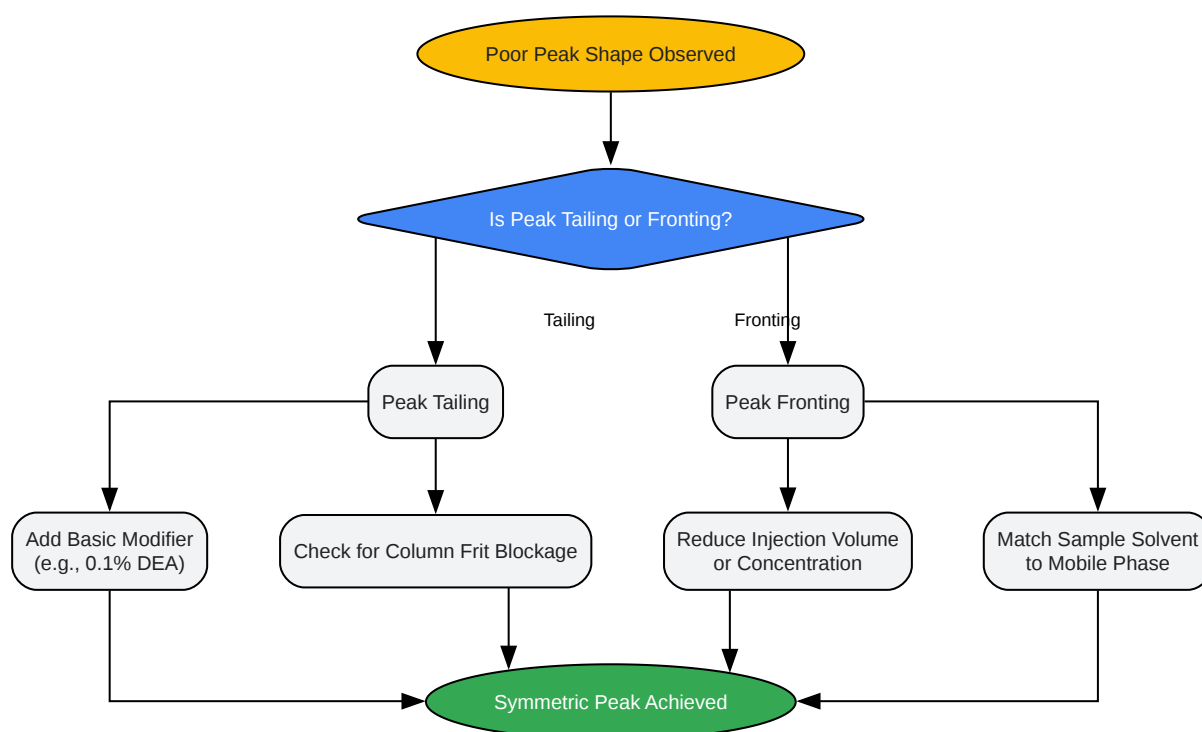 Poor Peak Shape Observed
Is Peak Tailing or Fronting?
Tailing
Fronting
Peak Tailing
Peak Fronting
Add Basic Modifier
(e.g., 0.1% DEA)
Check for Column Frit Blockage
Reduce Injection Volume
or Concentration
Match Sample Solvent
to Mobile Phase
Symmetric Peak Achieved